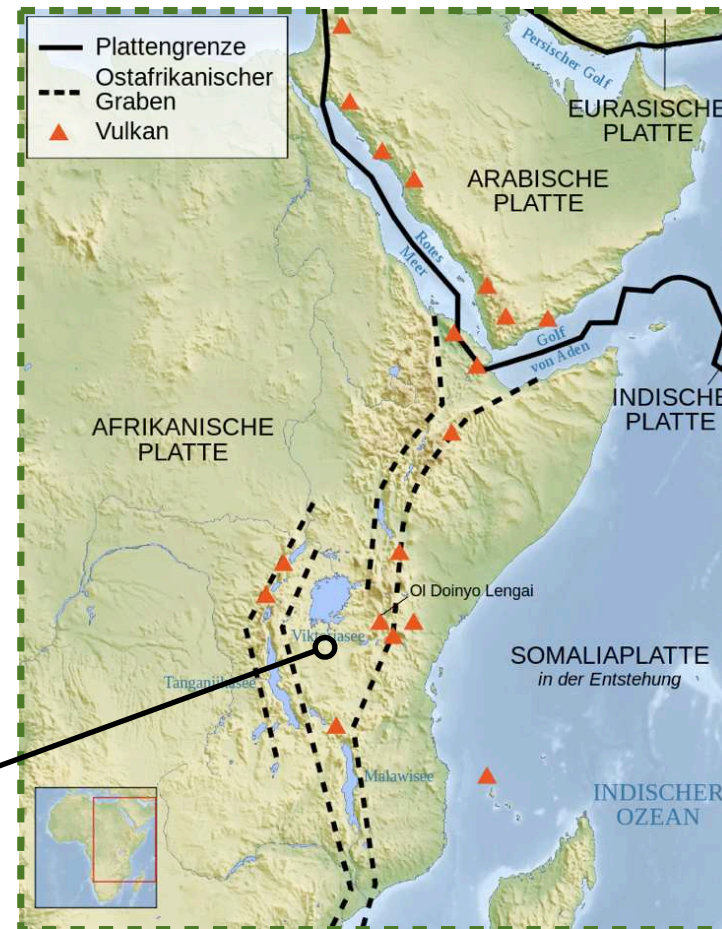 Plattengrenze
Ostafrikanischer
Graben
Vulkan
Persischer Golf
EURASISCHE
PLATTE
ARABISCHE
PLATTE
Rotes
Meer
Golf
von Aden
INDISCHE
PLATTE
AFRIKANISCHE
PLATTE
Ol Doinyo Lengai
Viktoriasee
SOMALIAPLATTE
in der Entstehung
Tanganjikasee
Malawisee
INDISCHER
OZEAN